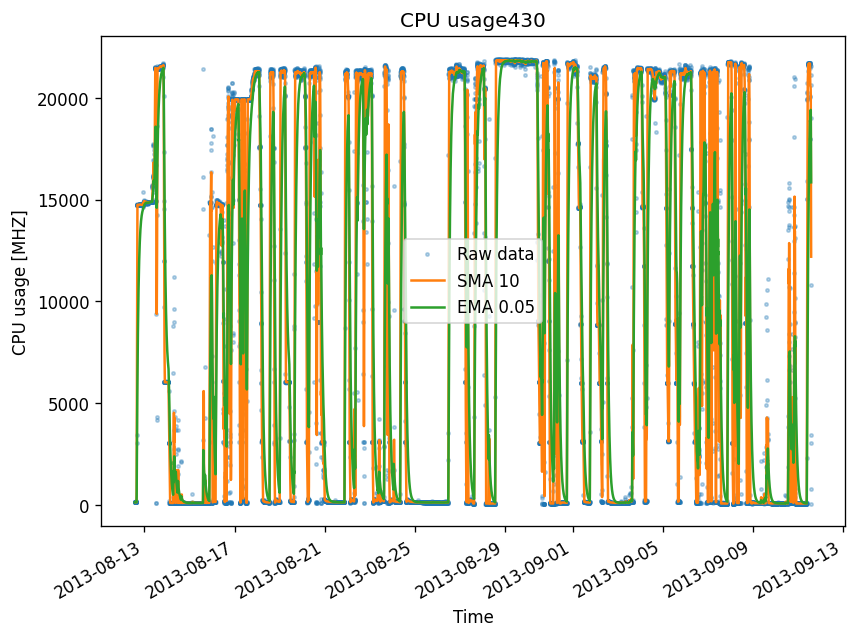 CPU usage430
CPU usage [MHZ]
20000
15000
10000
5000
0
Raw data
SMA 10
EMA 0.05
2013-08-13
2013-08-17
2013-08-21
2013-08-25
2013-08-29
2013-09-01
2013-09-05
2013-09-09
2013-09-13
Time